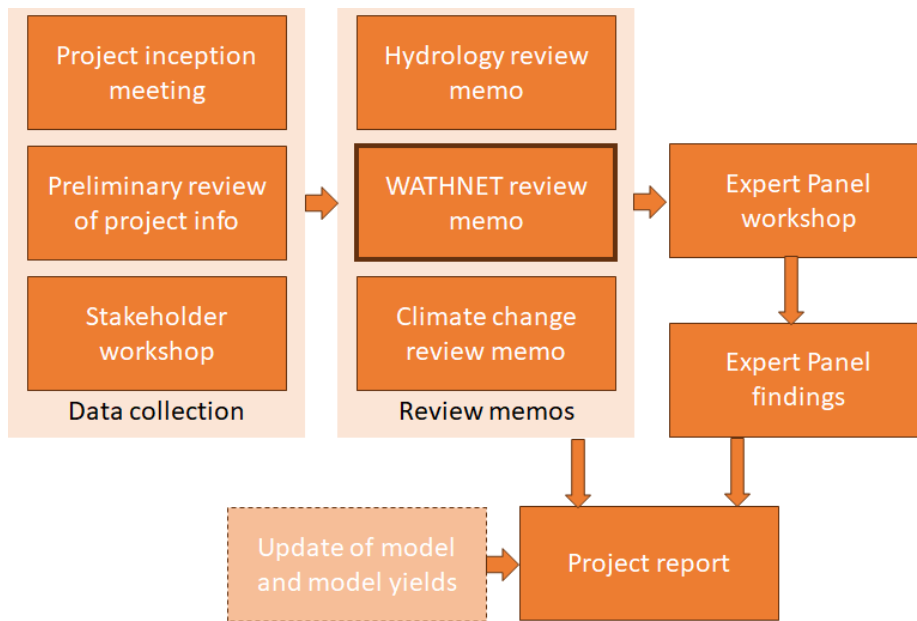 Project inception
meeting
Preliminary review
of project info
Stakeholder
workshop
Data collection
Hydrology review
memo
WATHNET review
memo
Climate change
review memo
Review memos
Expert Panel
workshop
Expert Panel
findings
Update of model
and model yields
Project report